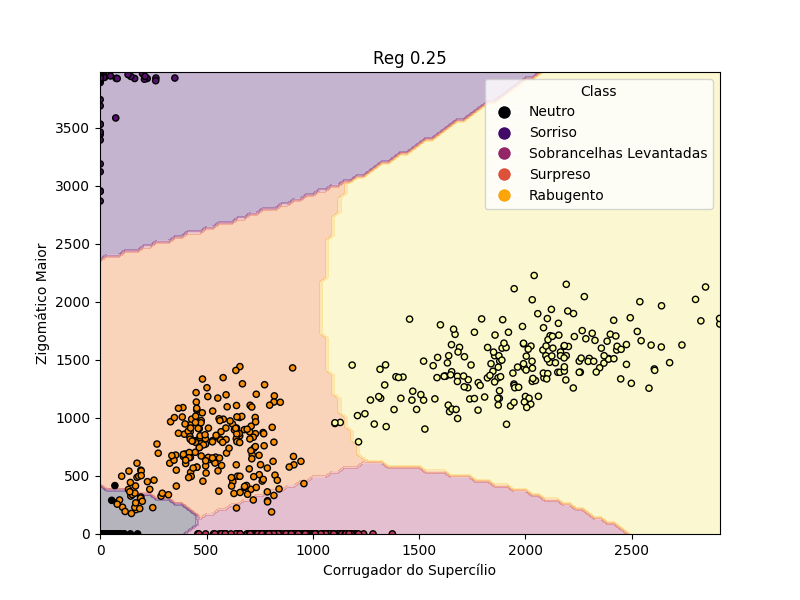 Reg 0.25
Class
Neutro
Sorriso
Sobrancelhas Levantadas
Surpreso
Rabugento
3500
3000
2500
2000
1500
1000
500
0
Zigomático Maior
0 500 1000 1500 2000 2500
Corrugador do Supercílio